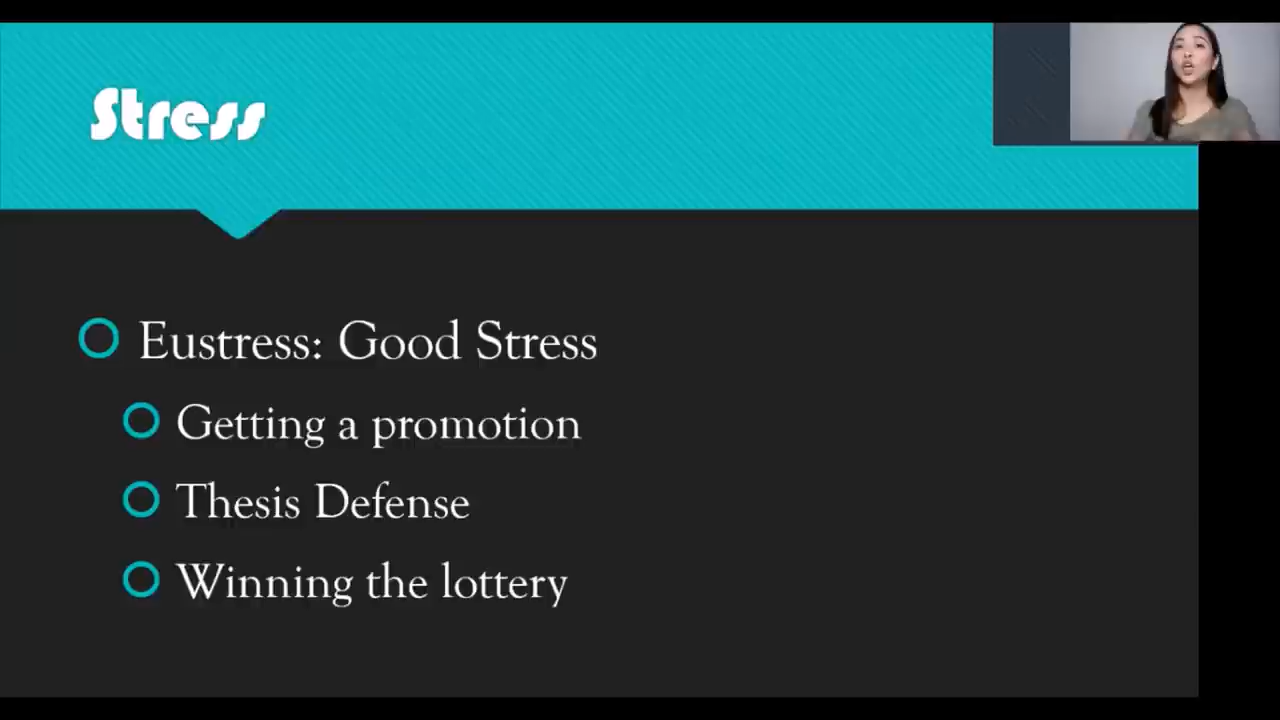 Stress
Eustress: Good Stress
Getting a promotion
Thesis Defense
Winning the lottery